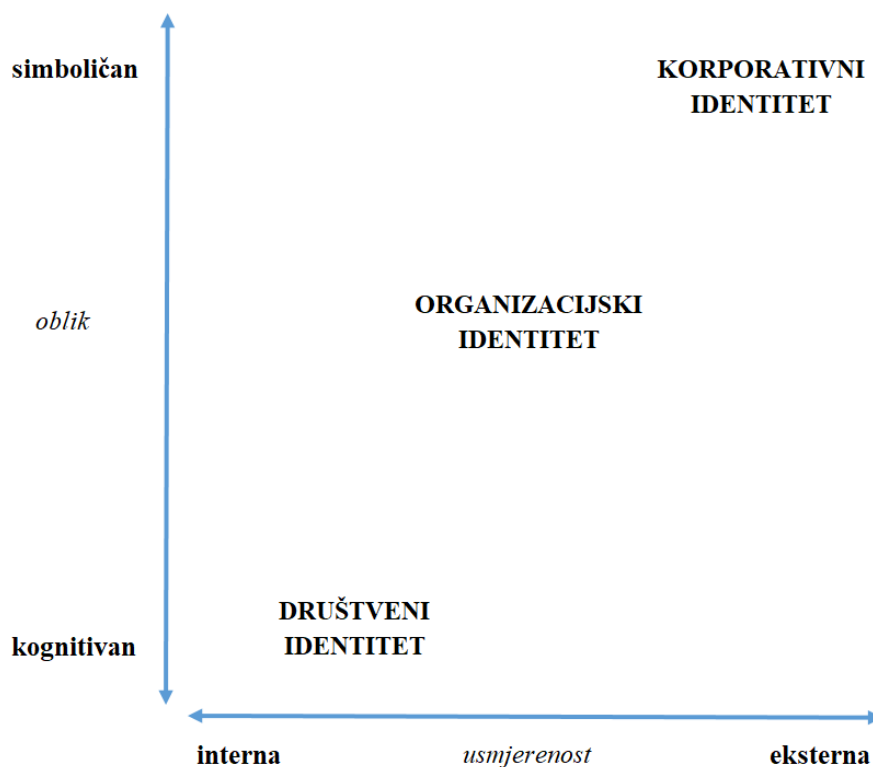 simboličan
KORPORATIVNI
IDENTITET
oblik
ORGANIZACIJSKI
IDENTITET
DRUŠTVENI
IDENTITET
kognitivan
interna
usmjerenost
eksterna